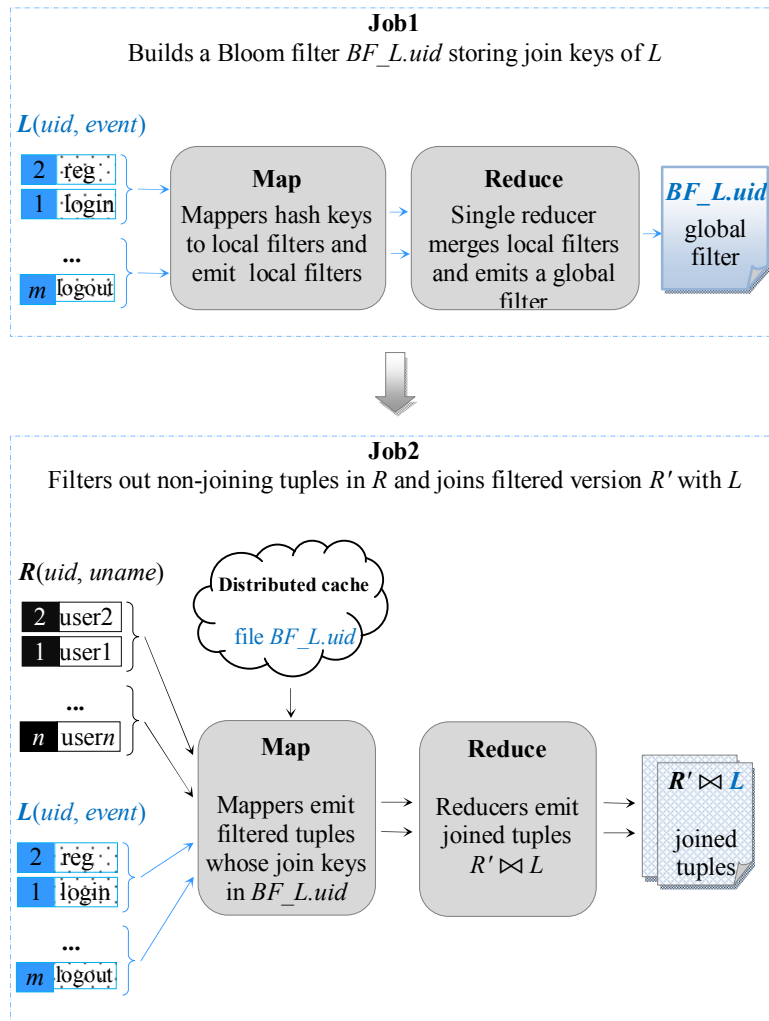 Job1
Builds a Bloom filter BF_L.uid storing join keys of L
L(uid, event)
2 reg
1 login
...
m logout
Map
Mappers hash keys
to local filters and
emit local filters
Reduce
Single reducer
merges local filters
and emits a global
filter
BF_L.uid
global
filter
Job2
Filters out non-joining tuples in R and joins filtered version R' with L
R(uid, uname)
2 user2
1 user1
...
n usern
Distributed cache
file BF_L.uid
L(uid, event)
2 reg
1 login
...
m logout
Map
Mappers emit
filtered tuples
whose join keys
in BF_L.uid
Reduce
Reducers emit
joined tuples
R' ⋈ L
R' ⋈ L
joined
tuples